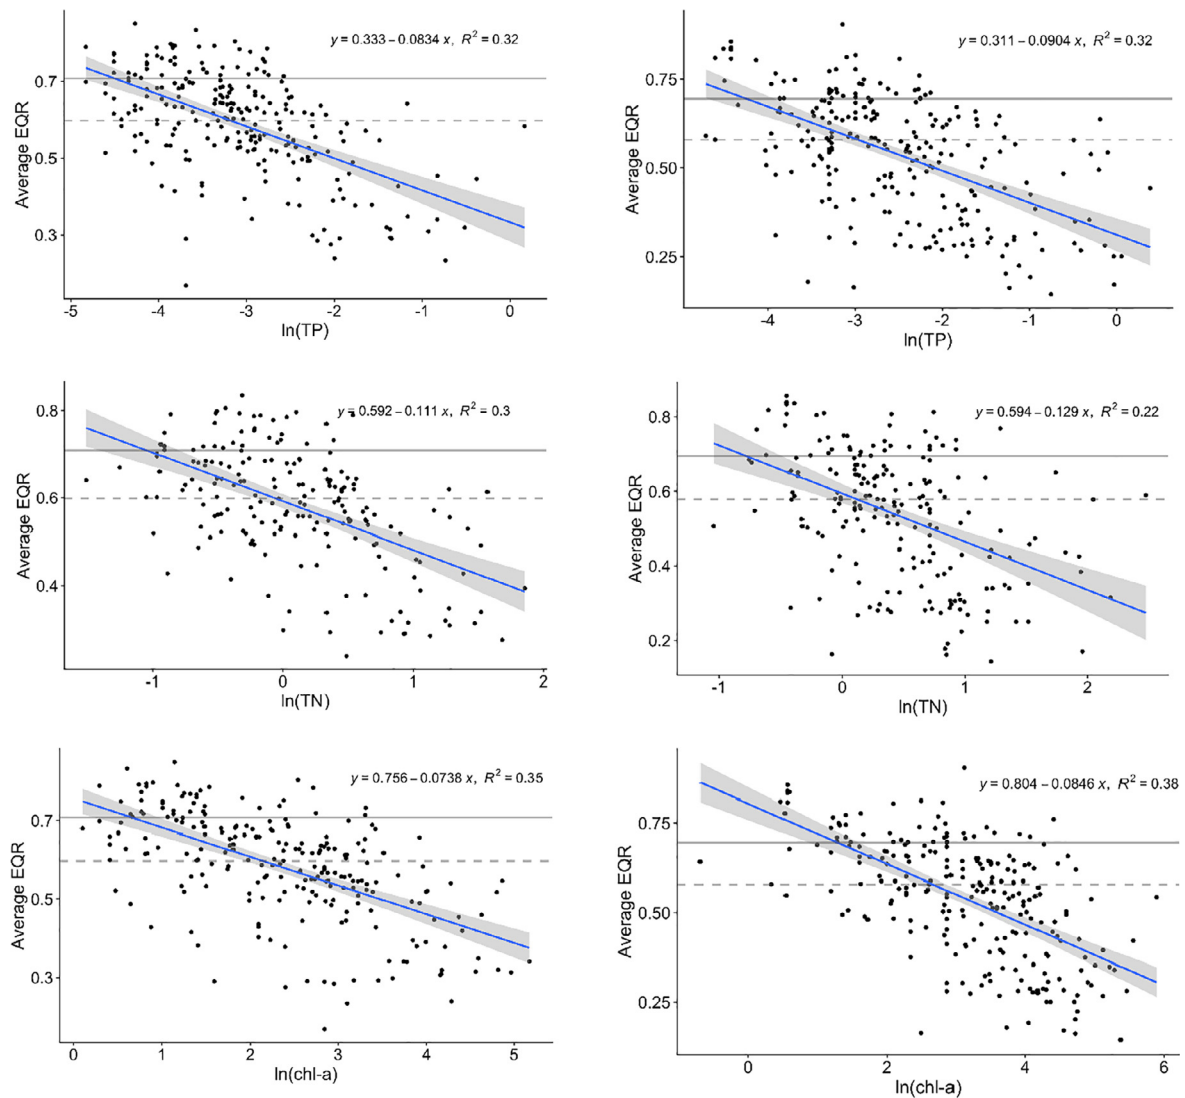 y = 0.333 – 0.0834 x, R² = 0.32
0.7
0.5
0.3
Average EQR
-5 -4 -3 -2 -1 0
ln(TP)
y = 0.311 – 0.0904 x, R² = 0.32
0.75
0.50
0.25
Average EQR
-4 -3 -2 -1 0
ln(TP)
y = 0.592 – 0.111 x, R² = 0.3
0.8
0.6
0.4
Average EQR
-1 0 1 2
ln(TN)
y = 0.594 – 0.129 x, R² = 0.22
0.8
0.6
0.4
0.2
Average EQR
-1 0 1 2
ln(TN)
y = 0.756 – 0.0738 x, R² = 0.35
0.7
0.5
0.3
Average EQR
0 1 2 3 4 5
ln(chl-a)
y = 0.804 – 0.0846 x, R² = 0.38
0.75
0.50
0.25
Average EQR
0 2 4 6
ln(chl-a)